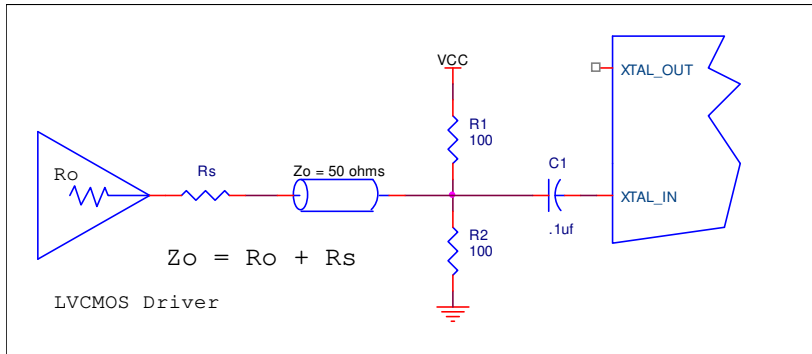 VCC
XTAL_OUT
R1
100
Ro
Rs
Zo = 50 ohms
C1
XTAL_IN
.1uf
R2
100
Zo = Ro + Rs
LVCMOS Driver